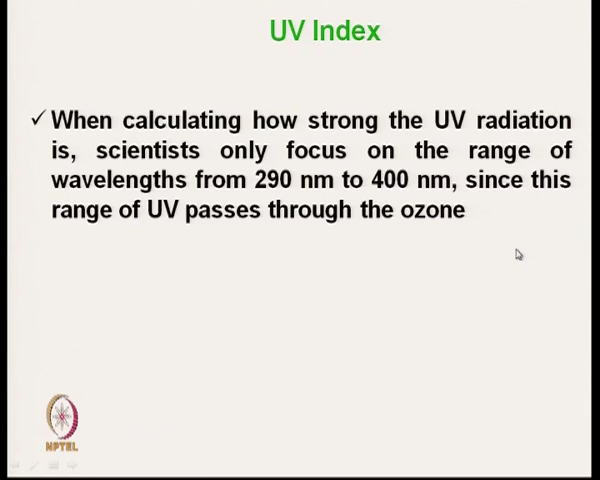 UV Index
✓ When calculating how strong the UV radiation
is, scientists only focus on the range of
wavelengths from 290 nm to 400 nm, since this
range of UV passes through the ozone
NPTEL